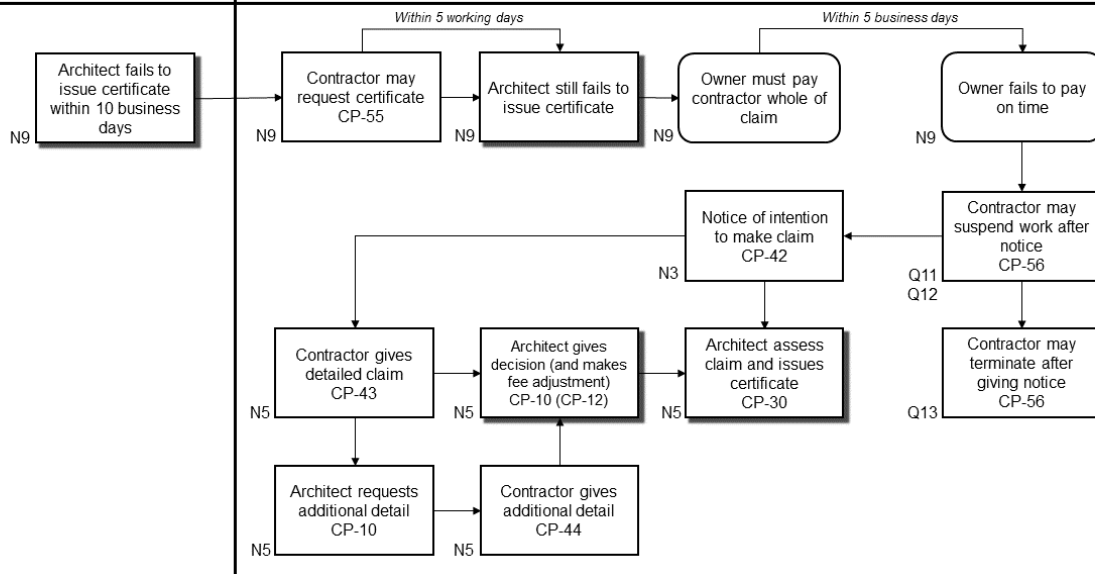 Within 5 working days
Within 5 business days
Architect fails to
issue certificate
within 10 business
days
N9
Contractor may
request certificate
CP-55
N9
Architect still fails to
issue certificate
N9
Owner must pay
contractor whole of
claim
N9
Owner fails to pay
on time
N9
Notice of intention
to make claim
CP-42
N3
Contractor may
suspend work after
notice
CP-56
Q11
Q12
Contractor gives
detailed claim
CP-43
N5
Architect gives
decision (and makes
fee adjustment)
CP-10 (CP-12)
N5
Architect assess
claim and issues
certificate
CP-30
N5
Contractor may
terminate after
giving notice
CP-56
Q13
Architect requests
additional detail
CP-10
N5
Contractor gives
additional detail
CP-44
N5